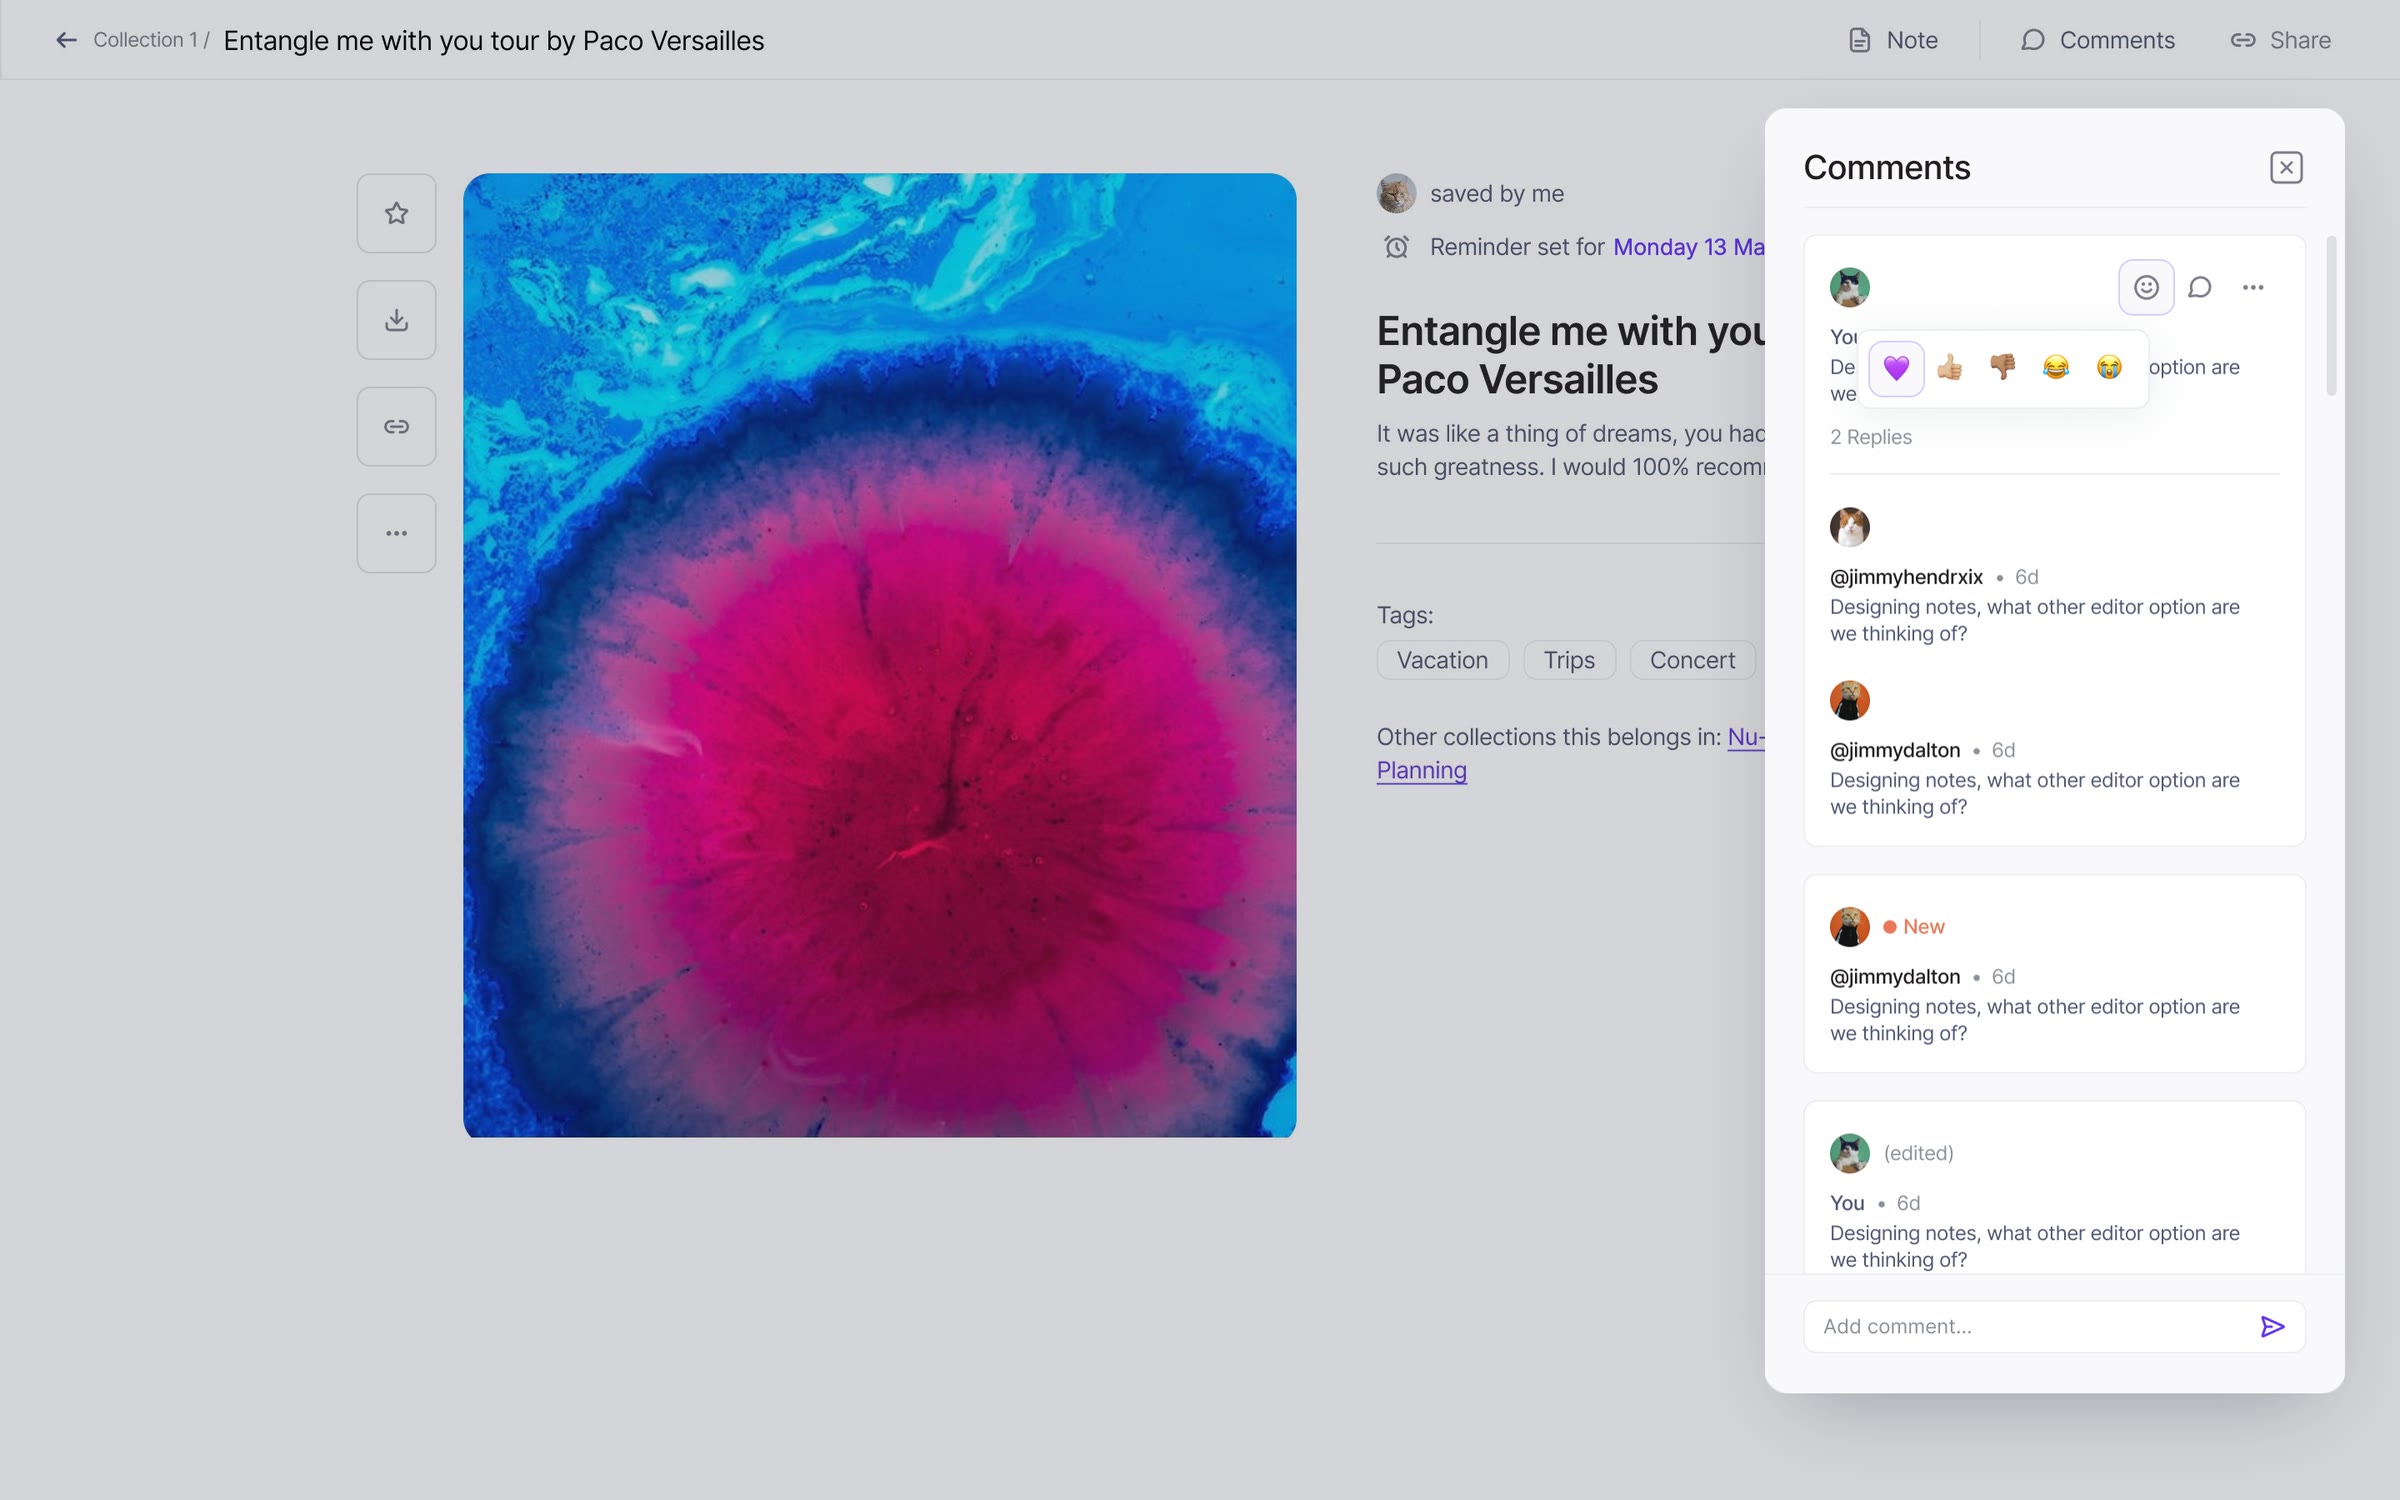 Collection 1 / Entangle me with you tour by Paco Versailles
Note
Comments
Share
saved by me
Reminder set for Monday 13 Ma
Entangle me with you
Paco Versailles
It was like a thing of dreams, you had
such greatness. I would 100% recom
Tags:
Vacation
Trips
Concert
Other collections this belongs in: Nu-
Planning
Comments
You
De option are
we
2 Replies
@jimmyhendrxix • 6d
Designing notes, what other editor option are
we thinking of?
@jimmydalton • 6d
Designing notes, what other editor option are
we thinking of?
New
@jimmydalton • 6d
Designing notes, what other editor option are
we thinking of?
(edited)
You • 6d
Designing notes, what other editor option are
we thinking of?
Add comment...